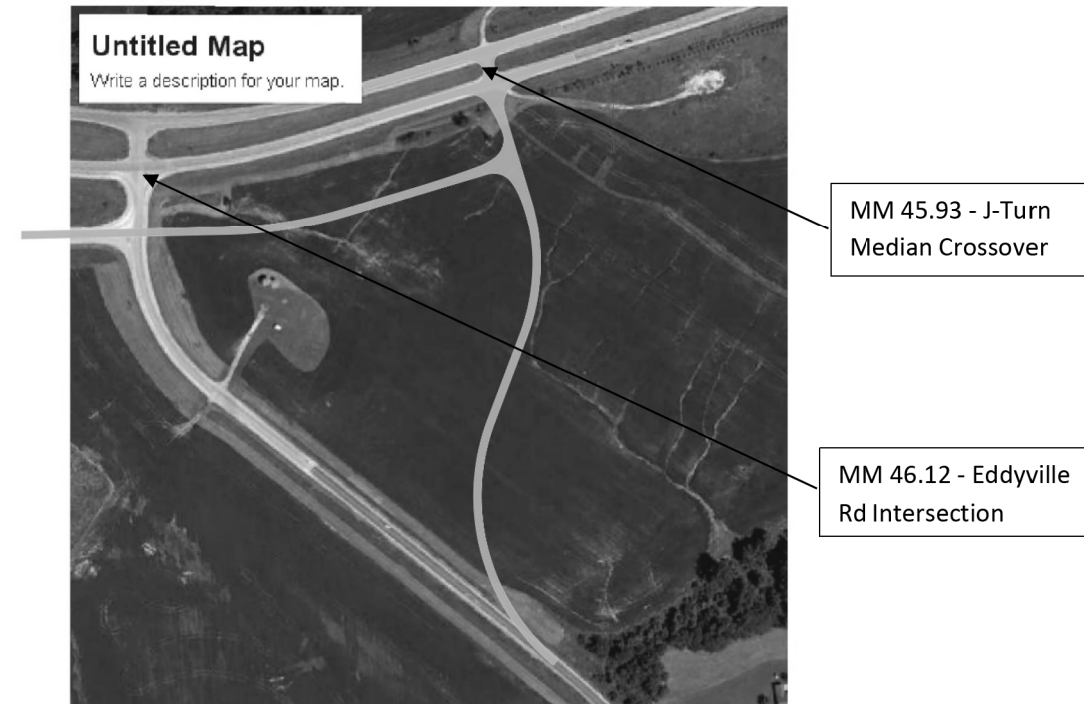 Untitled Map
Write a description for your map.
MM 45.93 - J-Turn
Median Crossover
MM 46.12 - Eddyville
Rd Intersection